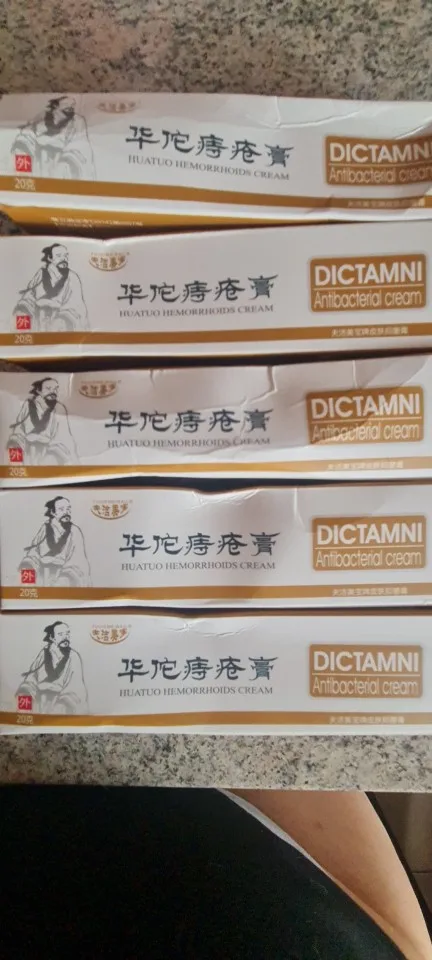 华佗痔疮膏
HUATUO HEMORRHOIDS CREAM
DICTAMNI
Antibacterial cream
外
20克
华佗痔疮膏
HUATUO HEMORRHOIDS CREAM
DICTAMNI
Antibacterial cream
外
20克
华佗痔疮膏
HUATUO HEMORRHOIDS CREAM
DICTAMNI
Antibacterial cream
外
20克
华佗痔疮膏
HUATUO HEMORRHOIDS CREAM
DICTAMNI
Antibacterial cream
外
20克
华佗痔疮膏
HUATUO HEMORRHOIDS CREAM
DICTAMNI
Antibacterial cream
外
20克